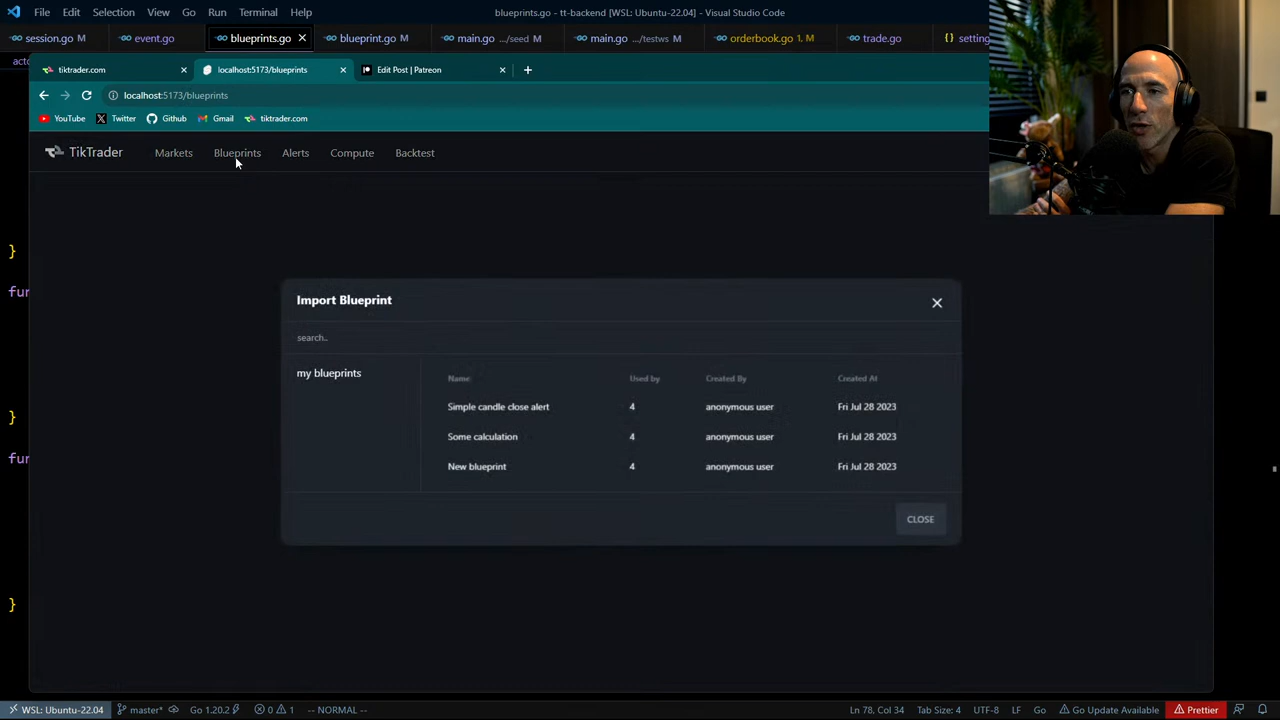 File Edit Selection View Go Run Terminal Help
blueprints.go - tt-backend [WSL: Ubuntu-22.04] - Visual Studio Code
session.go M
event.go
blueprints.go
blueprint.go M
main.go .../seed M
main.go .../testws M
orderbook.go 1, M
trade.go
{} setting
acto
tiktrader.com
localhost:5173/blueprints
Edit Post | Patreon
localhost:5173/blueprints
YouTube Twitter Github Gmail tiktrader.com
TikTrader Markets Blueprints Alerts Compute Backtest
}
fun
}
fun
}
Import Blueprint
search..
my blueprints
Name Used by Created By Created At
Simple candle close alert 4 anonymous user Fri Jul 28 2023
Some calculation 4 anonymous user Fri Jul 28 2023
New blueprint 4 anonymous user Fri Jul 28 2023
CLOSE
WSL: Ubuntu-22.04 master* Go 1.20.2 0 1 -- NORMAL -- Ln 78, Col 34 Tab Size: 4 UTF-8 LF Go Go Update Available Prettier